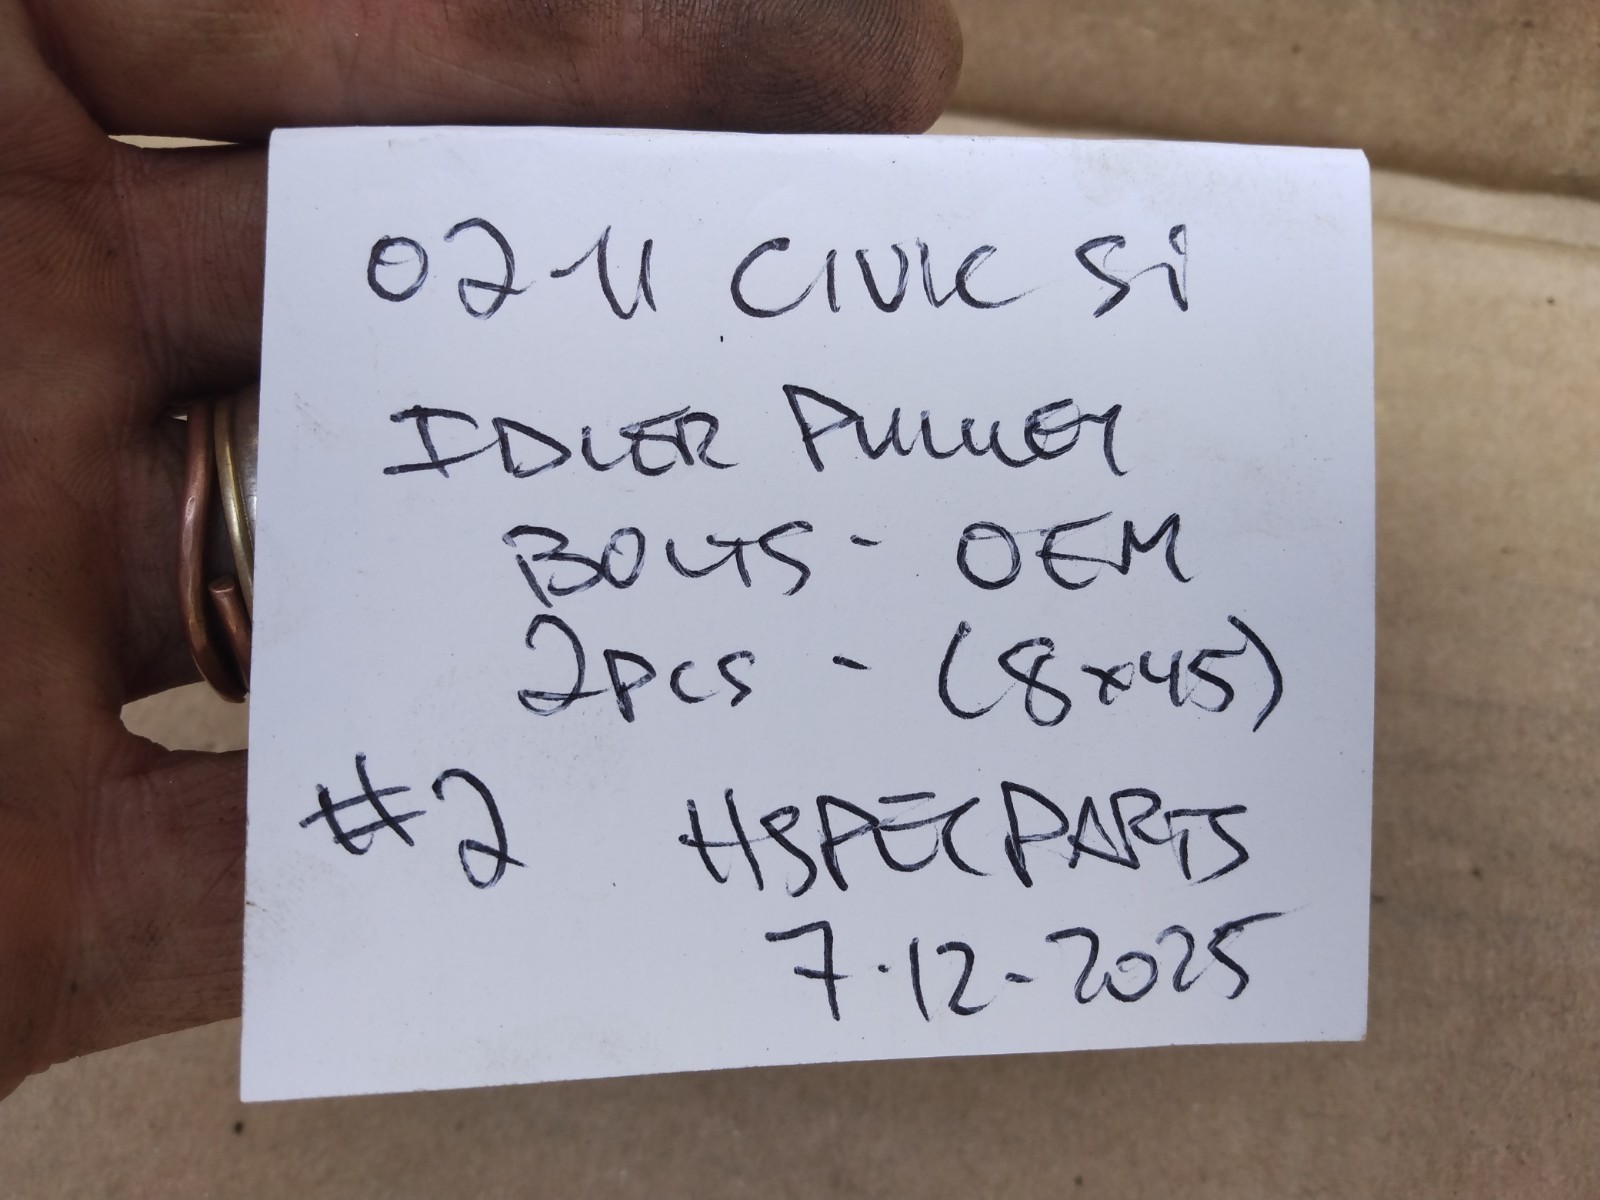 02-11 CIVIC Si
IDLER PULLEY
BOLTS - OEM
2PCS - (8x45)
#2 HSPECPARTS
7-12-2025